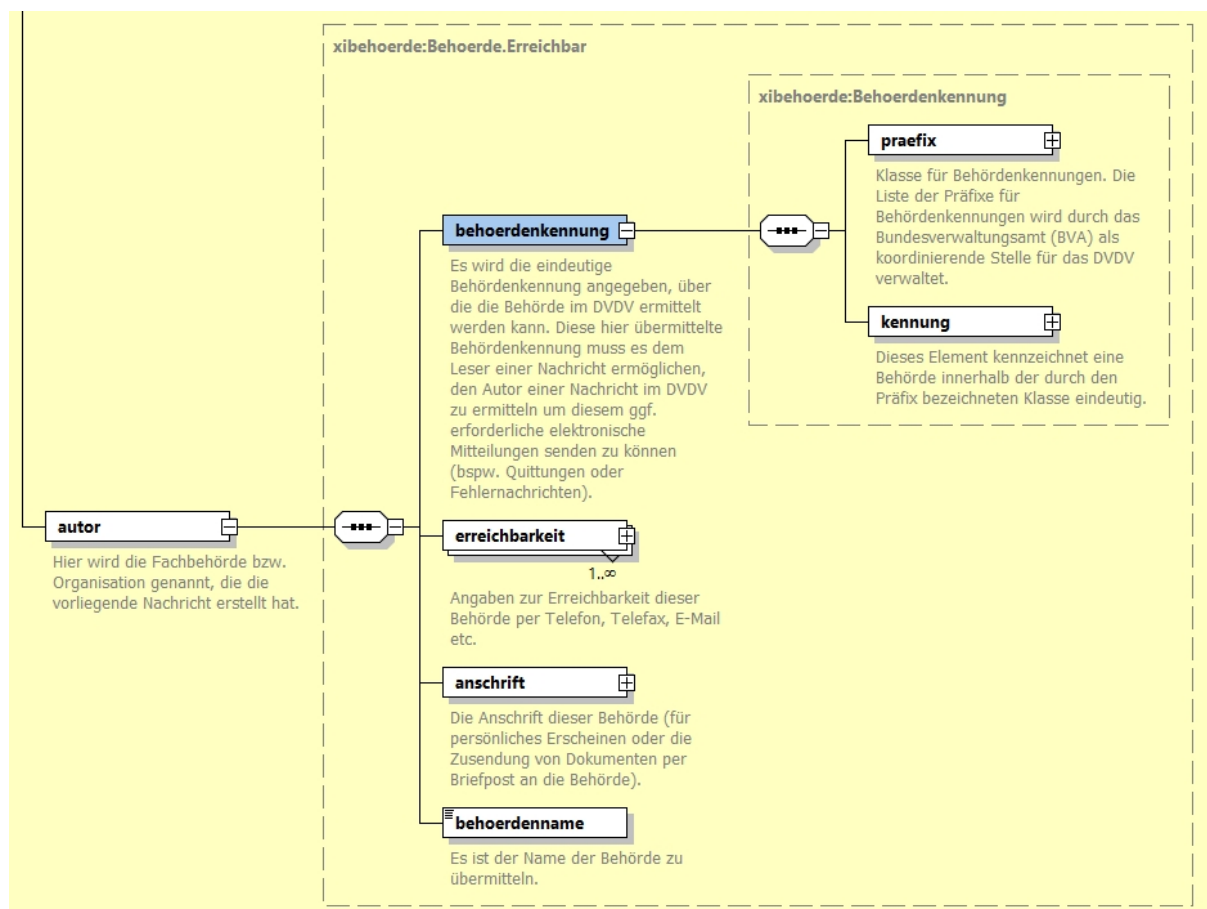 xibehoerde:Behoerde.Erreichbar
xibehoerde:Behoerdenkennung
praefix
Klasse für Behördenkennungen. Die
Liste der Präfixe für
Behördenkennungen wird durch das
Bundesverwaltungsamt (BVA) als
koordinierende Stelle für das DVDV
verwaltet.
behoerdenkennung
Es wird die eindeutige
Behördenkennung angegeben, über
die die Behörde im DVDV ermittelt
werden kann. Diese hier übermittelte
Behördenkennung muss es dem
Leser einer Nachricht ermöglichen,
den Autor einer Nachricht im DVDV
zu ermitteln um diesem ggf.
erforderliche elektronische
Mitteilungen senden zu können
(bspw. Quittungen oder
Fehlernachrichten).
kennung
Dieses Element kennzeichnet eine
Behörde innerhalb der durch den
Präfix bezeichneten Klasse eindeutig.
autor
Hier wird die Fachbehörde bzw.
Organisation genannt, die die
vorliegende Nachricht erstellt hat.
erreichbarkeit
1..∞
Angaben zur Erreichbarkeit dieser
Behörde per Telefon, Telefax, E-Mail
etc.
anschrift
Die Anschrift dieser Behörde (für
persönliches Erscheinen oder die
Zusendung von Dokumenten per
Briefpost an die Behörde).
behoerdenname
Es ist der Name der Behörde zu
übermitteln.